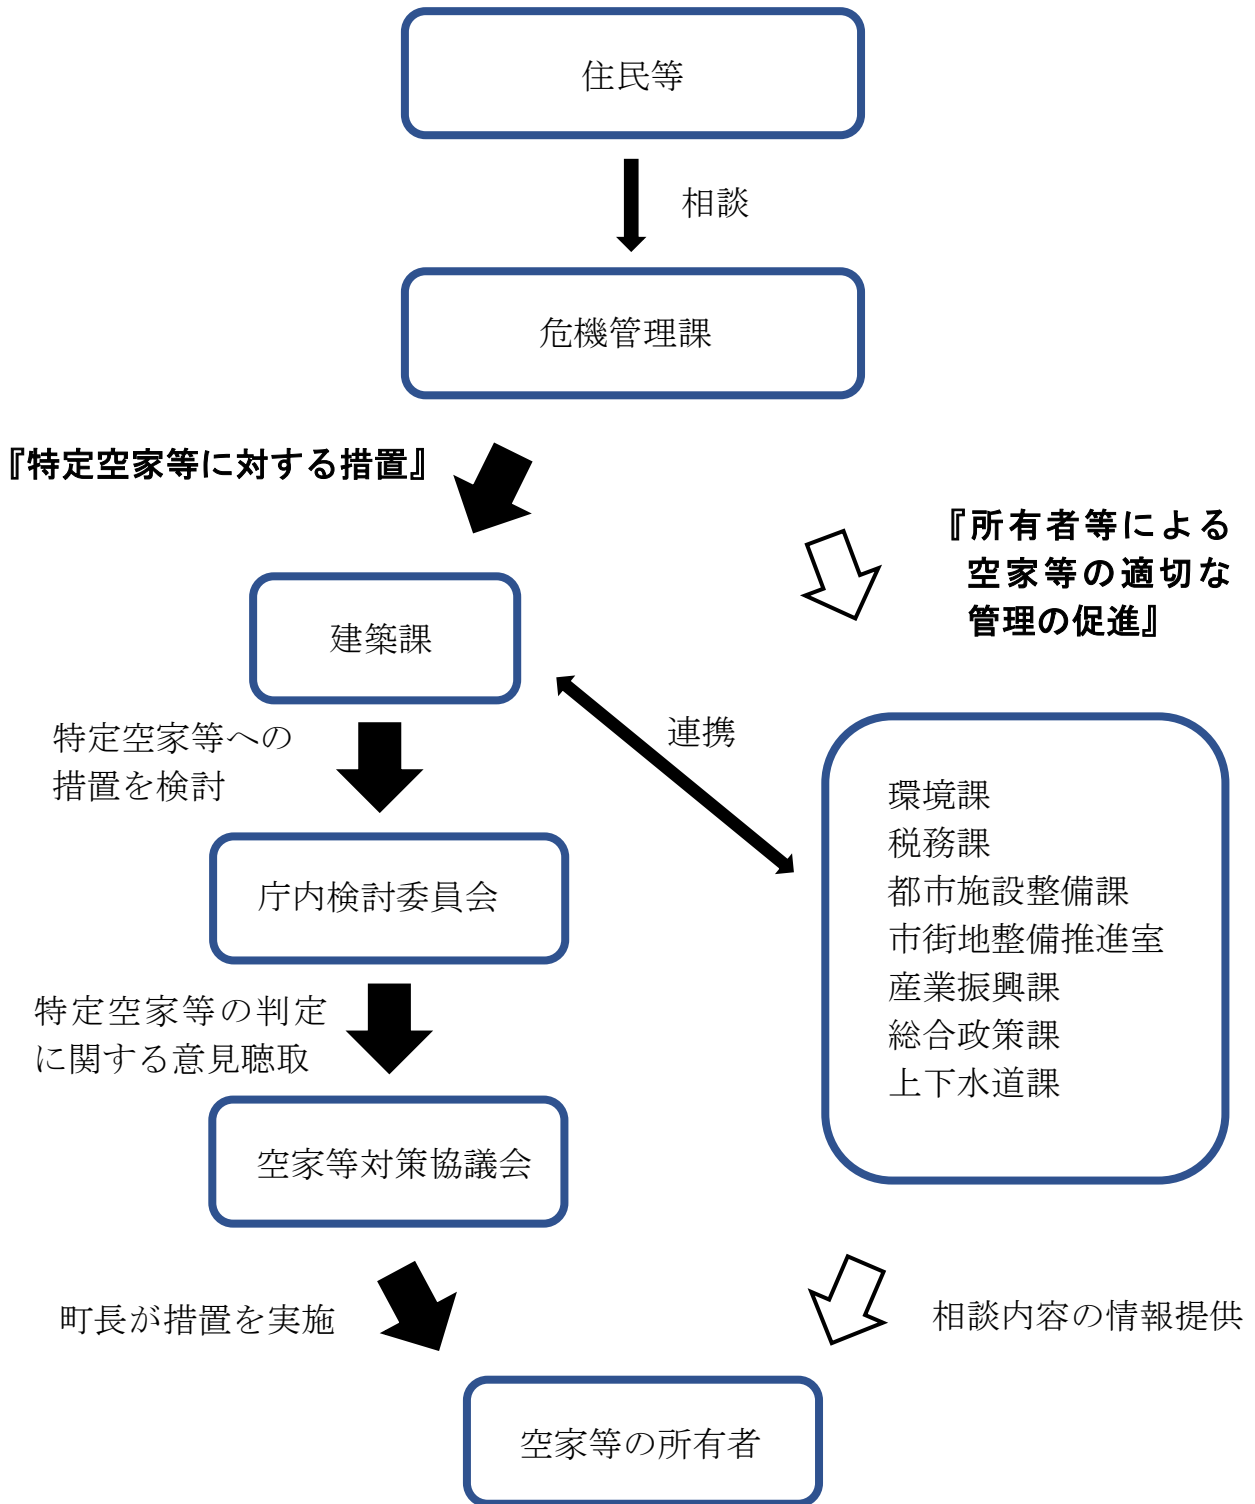 住民等
相談
危機管理課
『特定空家等に対する措置』
『所有者等による
空家等の適切な
管理の促進』
建築課
連携
特定空家等への
措置を検討
環境課
税務課
都市施設整備課
市街地整備推進室
産業振興課
総合政策課
上下水道課
庁内検討委員会
特定空家等の判定
に関する意見聴取
空家等対策協議会
町長が措置を実施
相談内容の情報提供
空家等の所有者